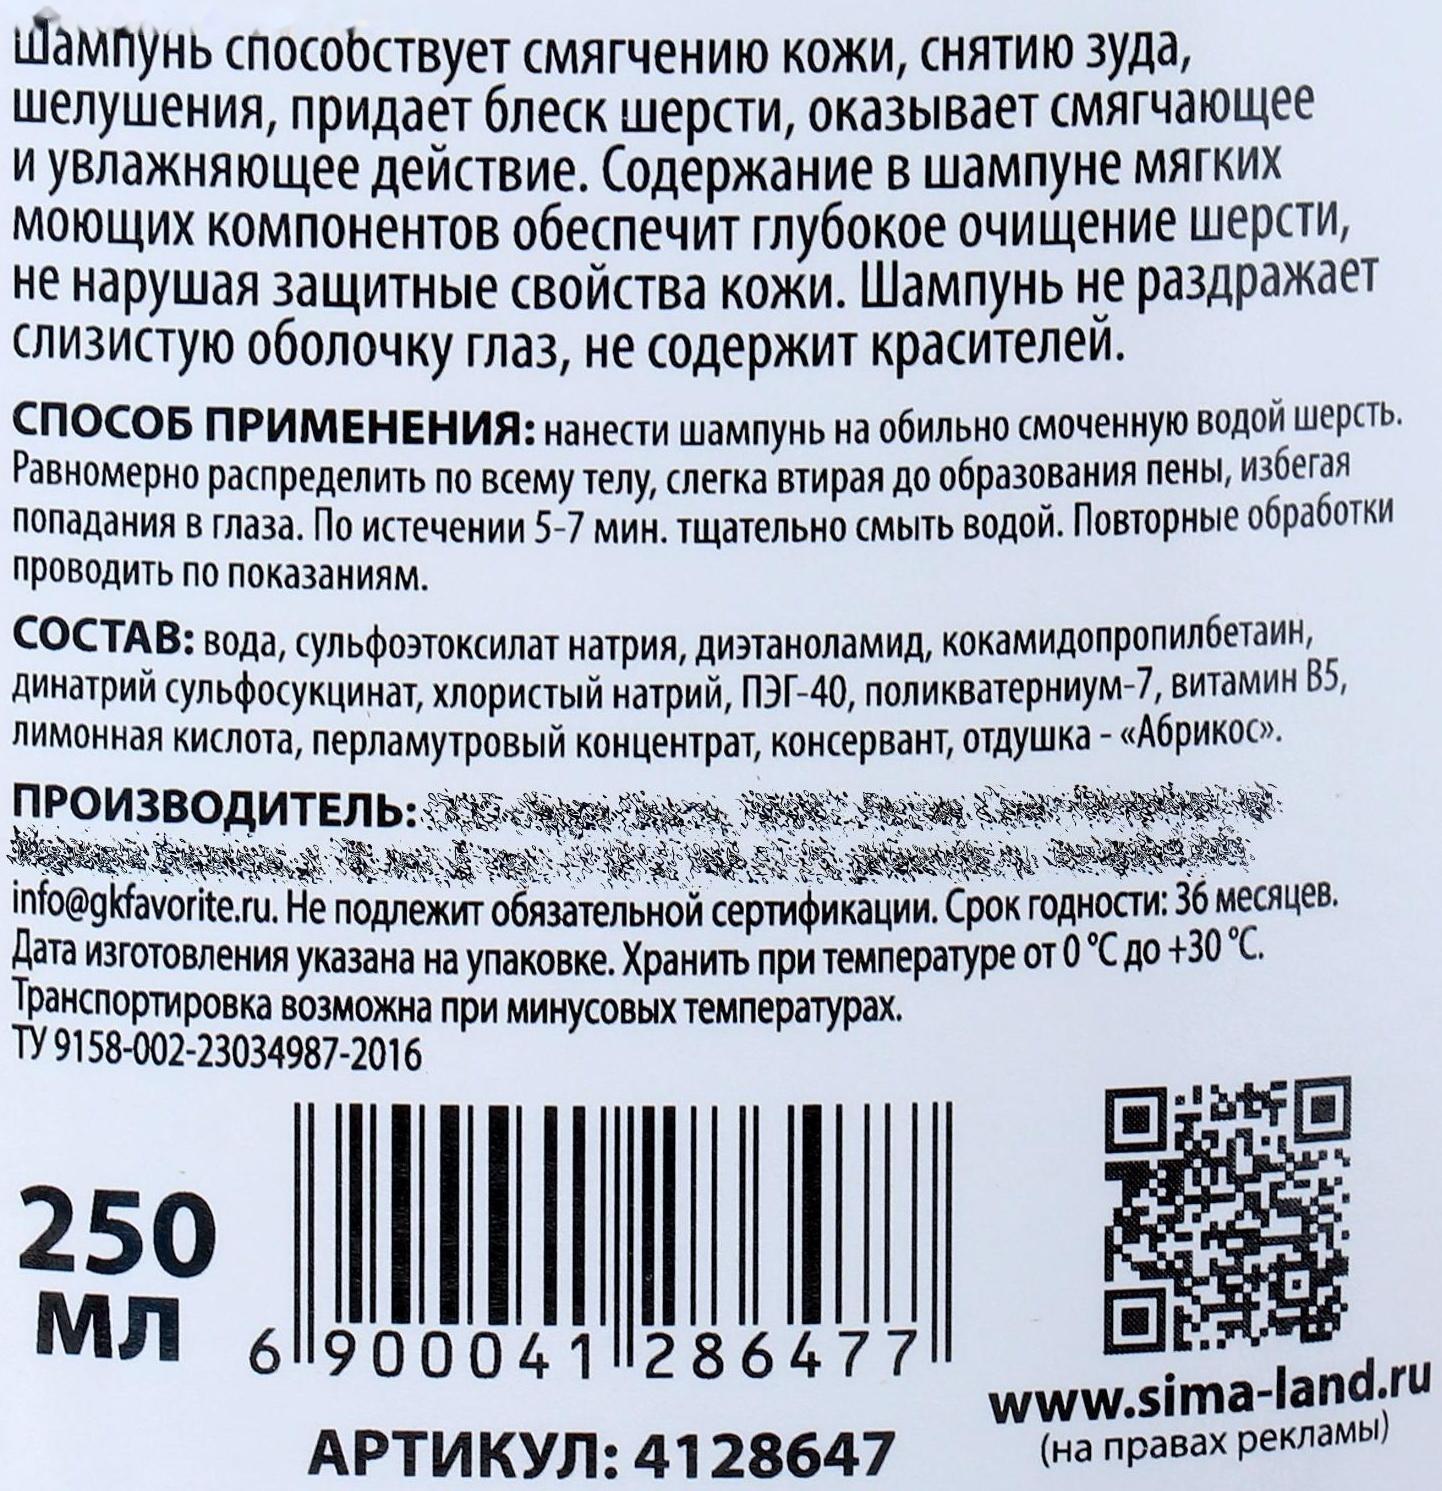 Шампунь способствует смягчению кожи, снятию зуда,
шелушения, придает блеск шерсти, оказывает смягчающее
и увлажняющее действие. Содержание в шампуне мягких
моющих компонентов обеспечит глубокое очищение шерсти,
не нарушая защитные свойства кожи. Шампунь не раздражает
слизистую оболочку глаз, не содержит красителей.
СПОСОБ ПРИМЕНЕНИЯ: нанести шампунь на обильно смоченную водой шерсть.
Равномерно распределить по всему телу, слегка втирая до образования пены, избегая
попадания в глаза. По истечении 5-7 мин. тщательно смыть водой. Повторные обработки
проводить по показаниям.
СОСТАВ: вода, сульфоэтоксилат натрия, диэтаноламид, кокамидопропилбетаин,
динатрий сульфосукцинат, хлористый натрий, ПЭГ-40, поликватерниум-7, витамин В5,
лимонная кислота, перламутровый концентрат, консервант, отдушка - «Абрикос».
ПРОИЗВОДИТЕЛЬ:
info@gkfavorite.ru. Не подлежит обязательной сертификации. Срок годности: 36 месяцев.
Дата изготовления указана на упаковке. Хранить при температуре от 0 °С до +30 °С.
Транспортировка возможна при минусовых температурах.
ТУ 9158-002-23034987-2016
250
МЛ
6 900041 286477
АРТИКУЛ: 4128647
www.sima-land.ru
(на правах рекламы)